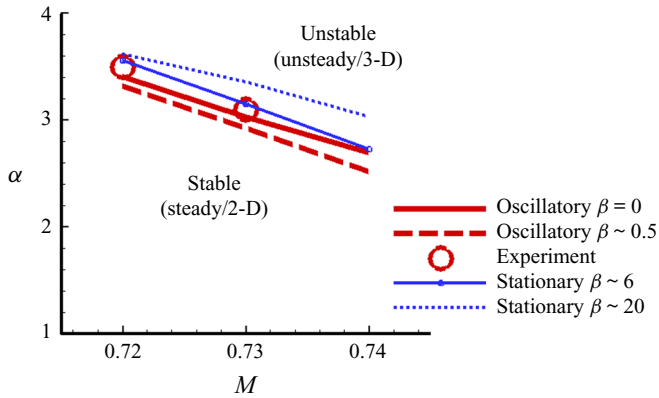 4
Unstable
(unsteady/3-D)
3
α
Stable
(steady/2-D)
2
Oscillatory β = 0
Oscillatory β ~ 0.5
Experiment
Stationary β ~ 6
Stationary β ~ 20
1
0.72 0.73 0.74
M